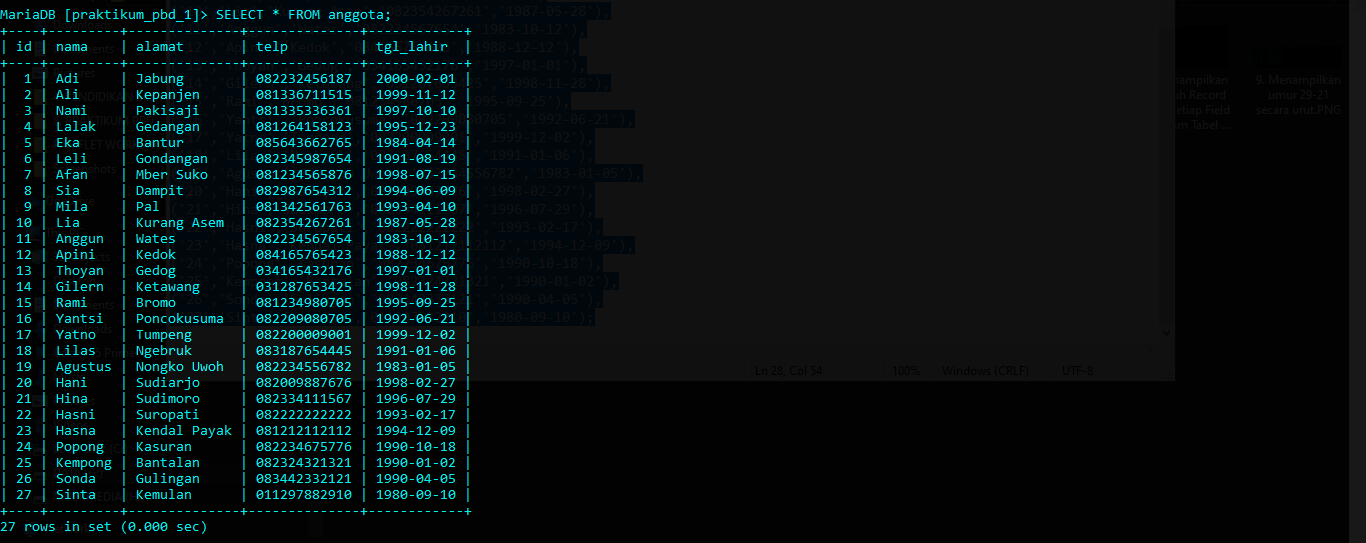 MariaDB [praktikum_pbd_1]> SELECT * FROM anggota;
+----+---------+--------------+--------------+------------+
| id | nama    | alamat       | telp         | tgl_lahir  |
+----+---------+--------------+--------------+------------+
|  1 | Adi     | Jabung       | 082232456187 | 2000-02-01 |
|  2 | Ali     | Kepanjen     | 081336711515 | 1999-11-12 |
|  3 | Nami    | Pakisaji     | 081335336361 | 1997-10-10 |
|  4 | Lalak   | Gedangan     | 081264158123 | 1995-12-23 |
|  5 | Eka     | Bantur       | 085643662765 | 1984-04-14 |
|  6 | Leli    | Gondangan    | 082345987654 | 1991-08-19 |
|  7 | Afan    | Mber Suko    | 081234565876 | 1998-07-15 |
|  8 | Sia     | Dampit       | 082987654312 | 1994-06-09 |
|  9 | Mila    | Pal          | 081342561763 | 1993-04-10 |
| 10 | Lia     | Kurang Asem  | 082354267261 | 1987-05-28 |
| 11 | Anggun  | Wates        | 082234567654 | 1983-10-12 |
| 12 | Apini   | Kedok        | 084165765423 | 1988-12-12 |
| 13 | Thoyan  | Gedog        | 034165432176 | 1997-01-01 |
| 14 | Gilern  | Ketawang     | 031287653425 | 1998-11-28 |
| 15 | Rami    | Bromo        | 081234980705 | 1995-09-25 |
| 16 | Yantsi  | Poncokusuma  | 082209080705 | 1992-06-21 |
| 17 | Yatno   | Tumpeng      | 082200009001 | 1999-12-02 |
| 18 | Lilas   | Ngebruk      | 083187654445 | 1991-01-06 |
| 19 | Agustus | Nongko Uwoh  | 082234556782 | 1983-01-05 |
| 20 | Hani    | Sudiarjo     | 082009887676 | 1998-02-27 |
| 21 | Hina    | Sudimoro     | 082334111567 | 1996-07-29 |
| 22 | Hasni   | Suropati     | 082222222222 | 1993-02-17 |
| 23 | Hasna   | Kendal Payak | 081212112112 | 1994-12-09 |
| 24 | Popong  | Kasuran      | 082234675776 | 1990-10-18 |
| 25 | Kempong | Bantalan     | 082324321321 | 1990-01-02 |
| 26 | Sonda   | Gulingan     | 083442332121 | 1990-04-05 |
| 27 | Sinta   | Kemulan      | 011297882910 | 1980-09-10 |
+----+---------+--------------+--------------+------------+
27 rows in set (0.000 sec)
Ln 28, Col 54
100%
Windows (CRLF)
UTF-8
9. Menampilkan
umur 29-21
secara urut.PNG